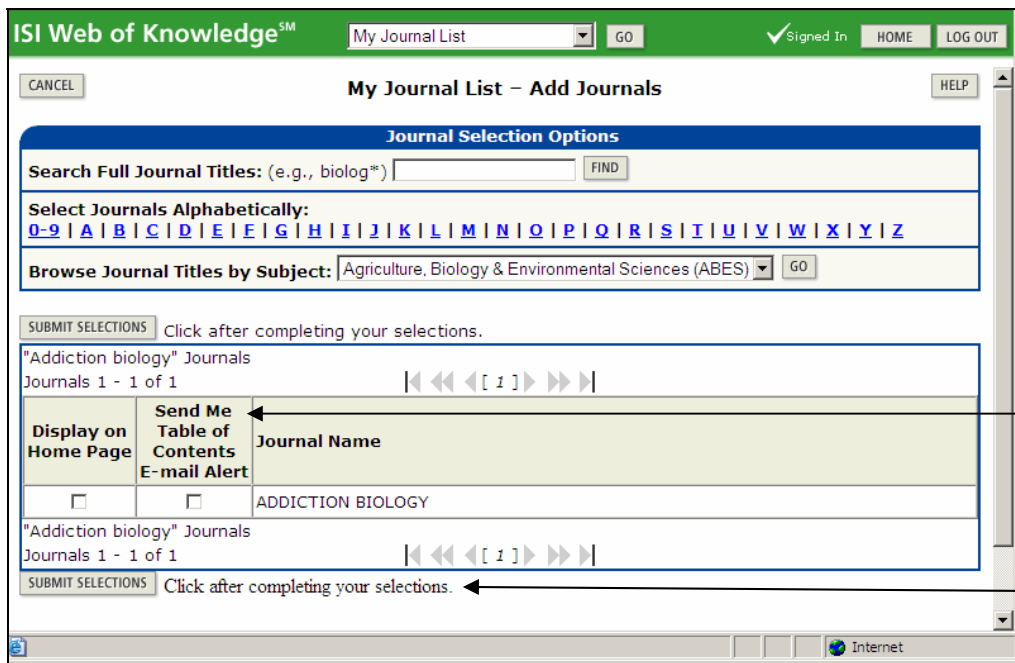 ISI Web of Knowledge℠ My Journal List GO Signed In HOME LOG OUT
CANCEL My Journal List – Add Journals HELP
Journal Selection Options
Search Full Journal Titles: (e.g., biolog*) FIND
Select Journals Alphabetically:
0-9 | A | B | C | D | E | F | G | H | I | J | K | L | M | N | O | P | Q | R | S | T | U | V | W | X | Y | Z
Browse Journal Titles by Subject: Agriculture, Biology & Environmental Sciences (ABES) GO
SUBMIT SELECTIONS Click after completing your selections.
"Addiction biology" Journals
Journals 1 - 1 of 1 [ 1 ]
Display on
Home Page
Send Me
Table of
Contents
E-mail Alert
Journal Name
ADDICTION BIOLOGY
"Addiction biology" Journals
Journals 1 - 1 of 1 [ 1 ]
SUBMIT SELECTIONS Click after completing your selections.
Internet